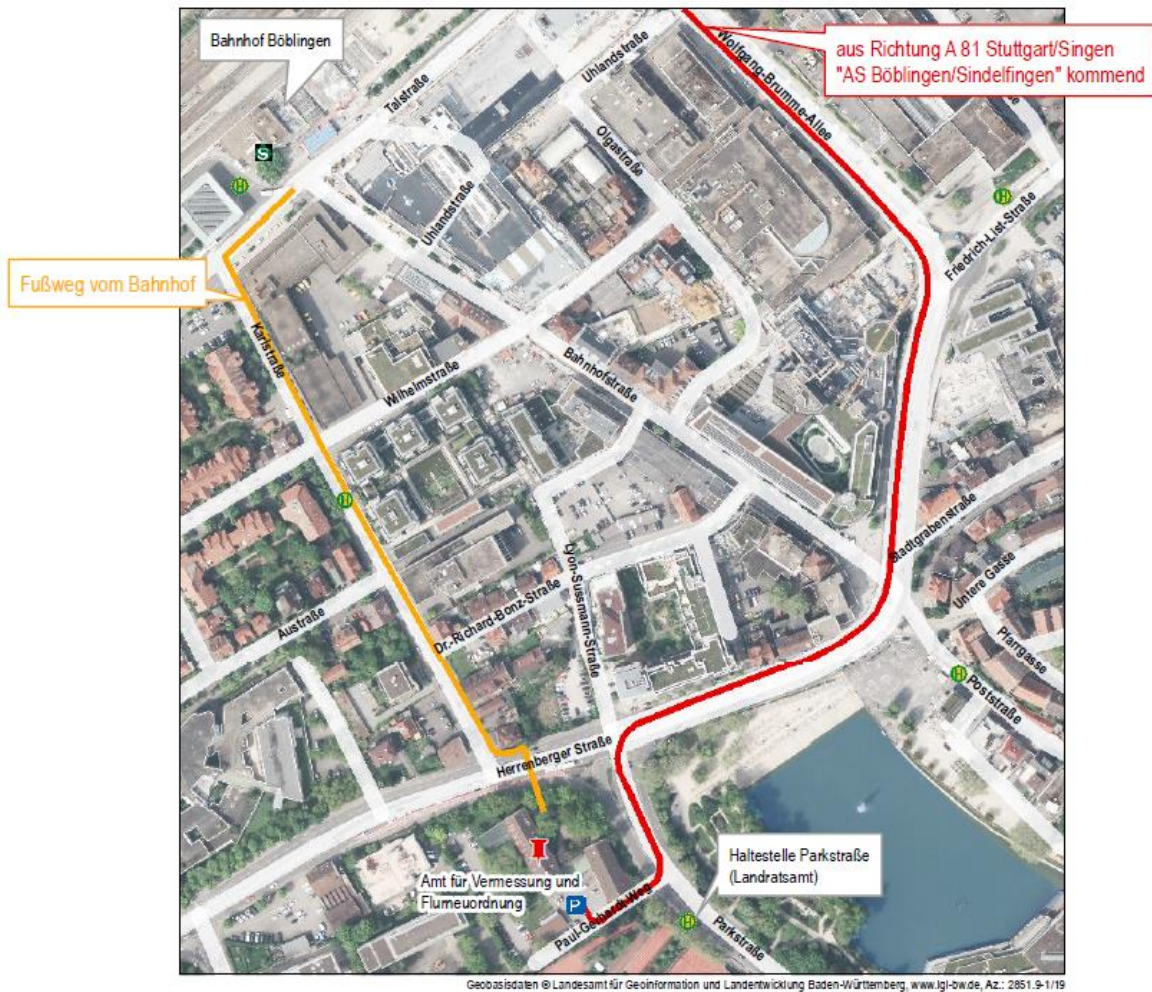 Bahnhof Böblingen
aus Richtung A 81 Stuttgart/Singen
"AS Böblingen/Sindelfingen" kommend
Wolfgang-Brumme-Allee
Uhlandstraße
Talstraße
Olgastraße
S
H
H
Uhlandstraße
Friedrich-List-Straße
Fußweg vom Bahnhof
Karlstraße
Wilhelmstraße
Bahnhofstraße
H
Stadtgrabenstraße
Lyon-Sussmann-Straße
Untere Gasse
Austraße
Dr.-Richard-Bonz-Straße
Pfarrgasse
H
Poststraße
Herrenberger Straße
Haltestelle Parkstraße
(Landratsamt)
Amt für Vermessung und
Flurneuordnung
P
Paul-Gerhardt-Weg
H
Parkstraße
Geobasisdaten © Landesamt für Geoinformation und Landentwicklung Baden-Württemberg, www.lgl-bw.de, Az.: 2851.9-1/19